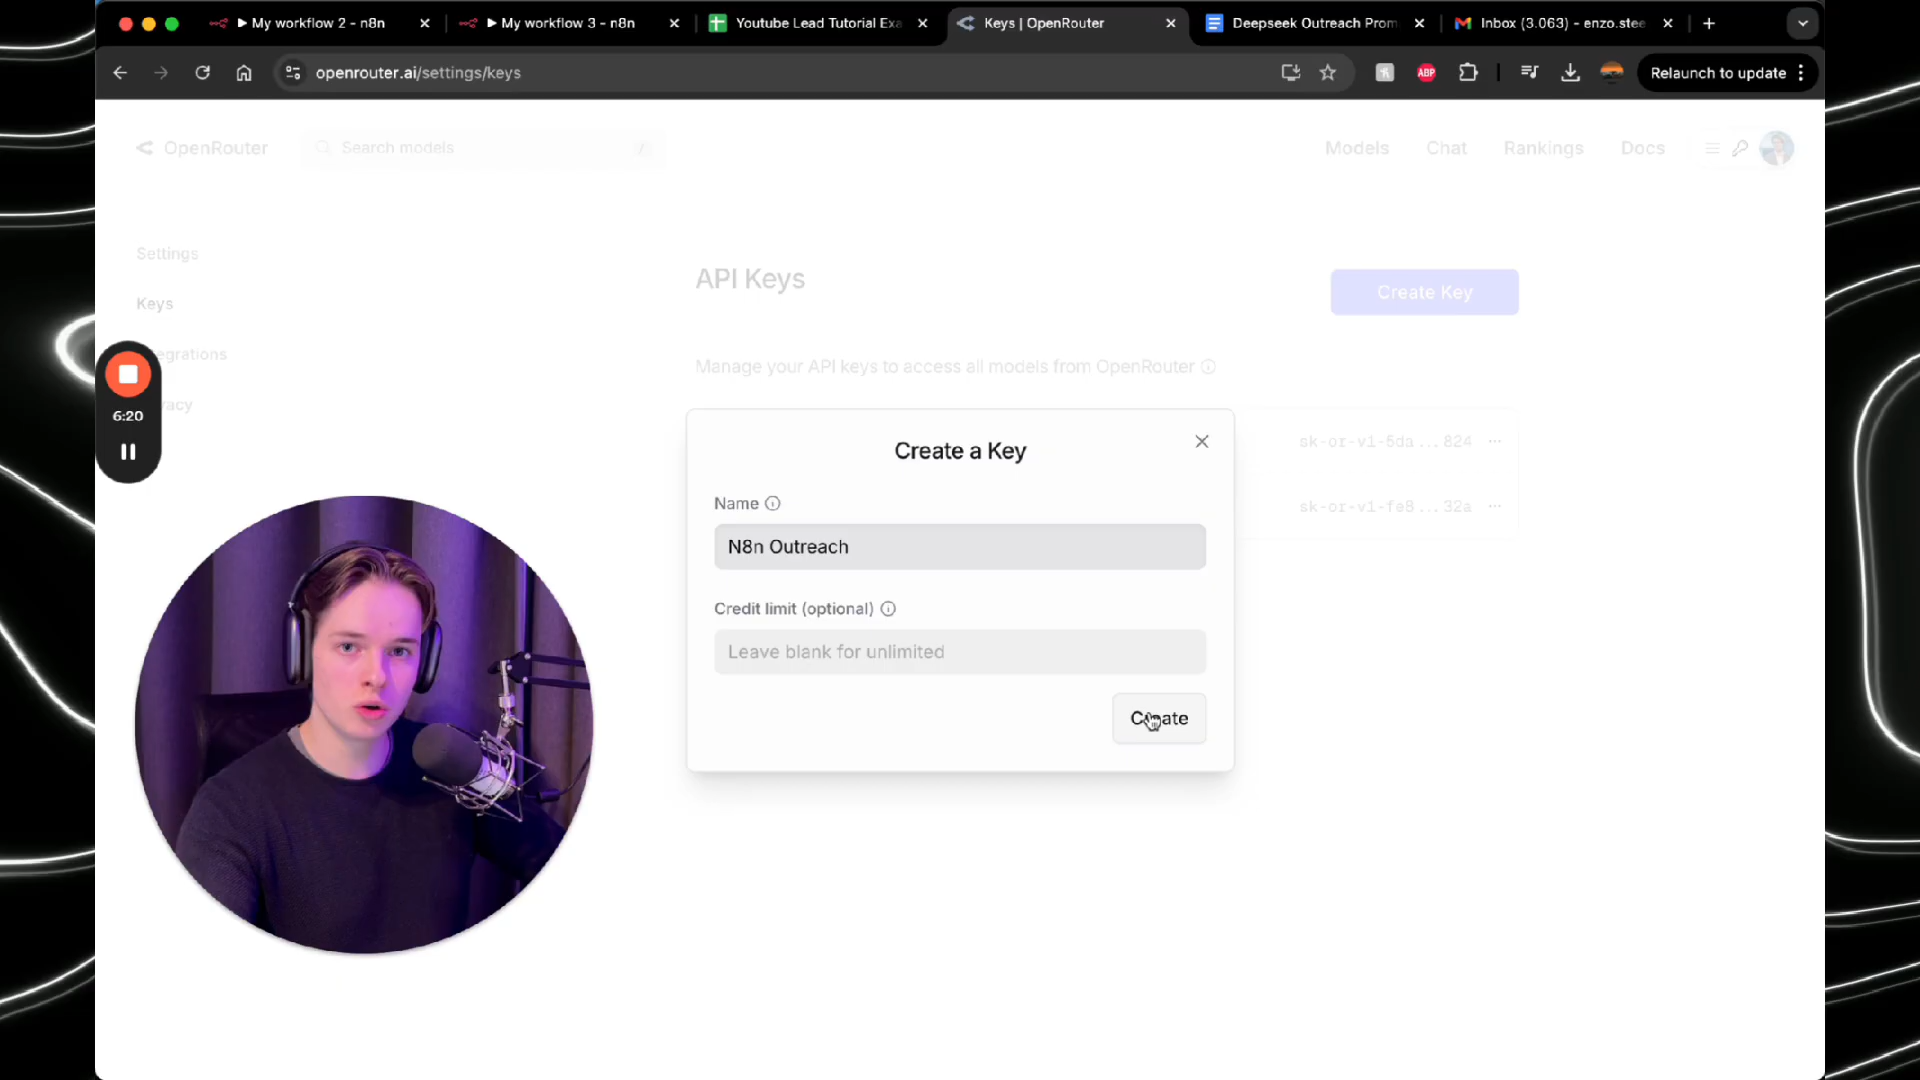 My workflow 2 - n8n
My workflow 3 - n8n
Youtube Lead Tutorial Exa
Keys | OpenRouter
Deepseek Outreach Prom
Inbox (3.063) - enzo.stee
openrouter.ai/settings/keys
ABP
Relaunch to update
OpenRouter
Search models
/
Models
Chat
Rankings
Docs
Settings
Keys
egrations
vacy
API Keys
Create Key
Manage your API keys to access all models from OpenRouter
6:20
sk-or-v1-5da...824
sk-or-v1-fe8...32a
Create a Key
Name
N8n Outreach
Credit limit (optional)
Leave blank for unlimited
Create